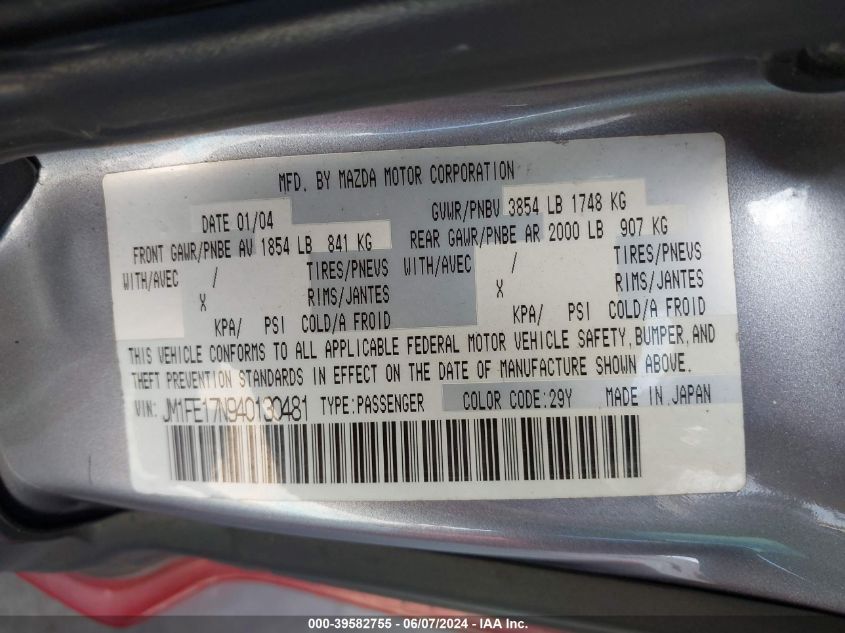 MFD. BY MAZDA MOTOR CORPORATION
DATE 01/04 GVWR/PNBV 3854 LB 1748 KG
FRONT GAWR/PNBE AV 1854 LB 841 KG REAR GAWR/PNBE AR 2000 LB 907 KG
WITH/AVEC / TIRES/PNEUS WITH/AVEC / TIRES/PNEUS
X RIMS/JANTES X RIMS/JANTES
KPA/ PSI COLD/A FROID KPA/ PSI COLD/A FROID
THIS VEHICLE CONFORMS TO ALL APPLICABLE FEDERAL MOTOR VEHICLE SAFETY, BUMPER, AND
THEFT PREVENTION STANDARDS IN EFFECT ON THE DATE OF MANUFACTURE SHOWN ABOVE.
VIN: JM1FE17N940130481 TYPE:PASSENGER COLOR CODE:29Y MADE IN JAPAN
000-39582755 - 06/07/2024 - IAA Inc.